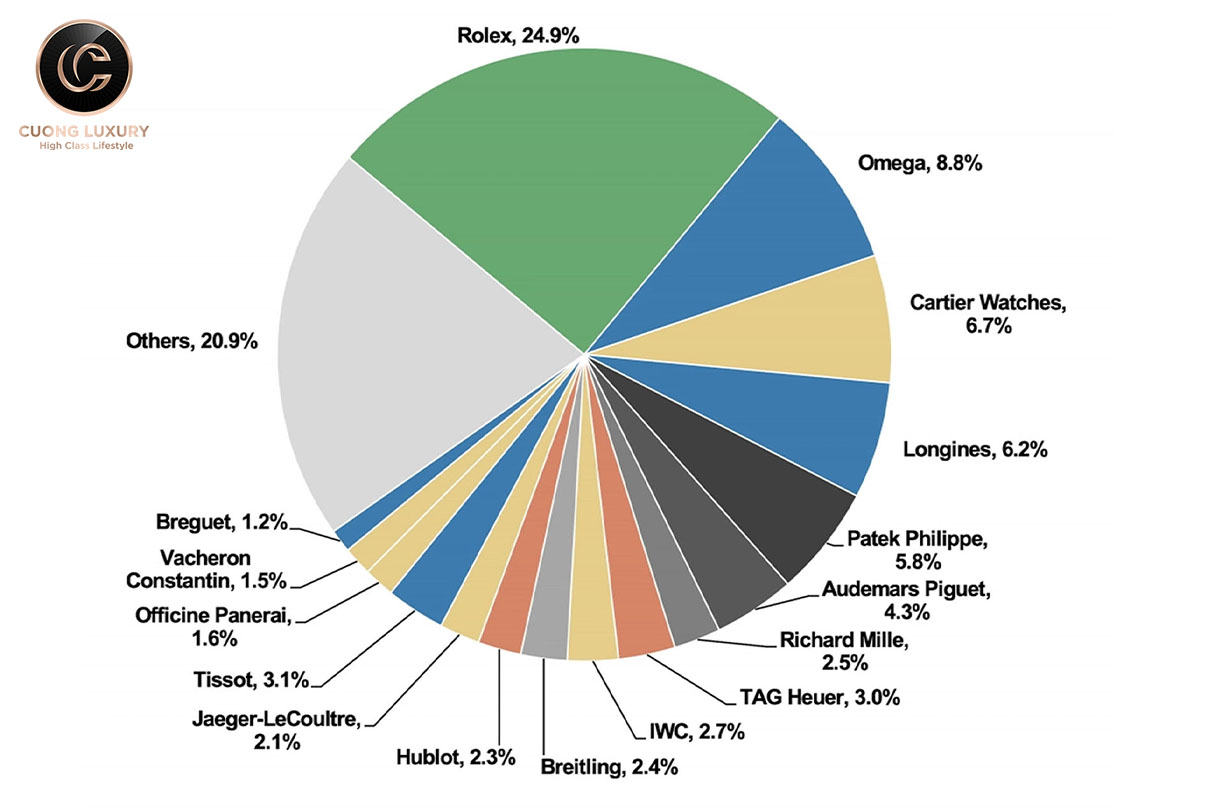 CUONG LUXURY
High Class Lifestyle
Rolex, 24.9%
Omega, 8.8%
Cartier Watches,
6.7%
Longines, 6.2%
Patek Philippe,
5.8%
Audemars Piguet,
4.3%
Richard Mille,
2.5%
TAG Heuer, 3.0%
IWC, 2.7%
Breitling, 2.4%
Hublot, 2.3%
Jaeger-LeCoultre,
2.1%
Tissot, 3.1%
Officine Panerai,
1.6%
Vacheron
Constantin, 1.5%
Breguet, 1.2%
Others, 20.9%